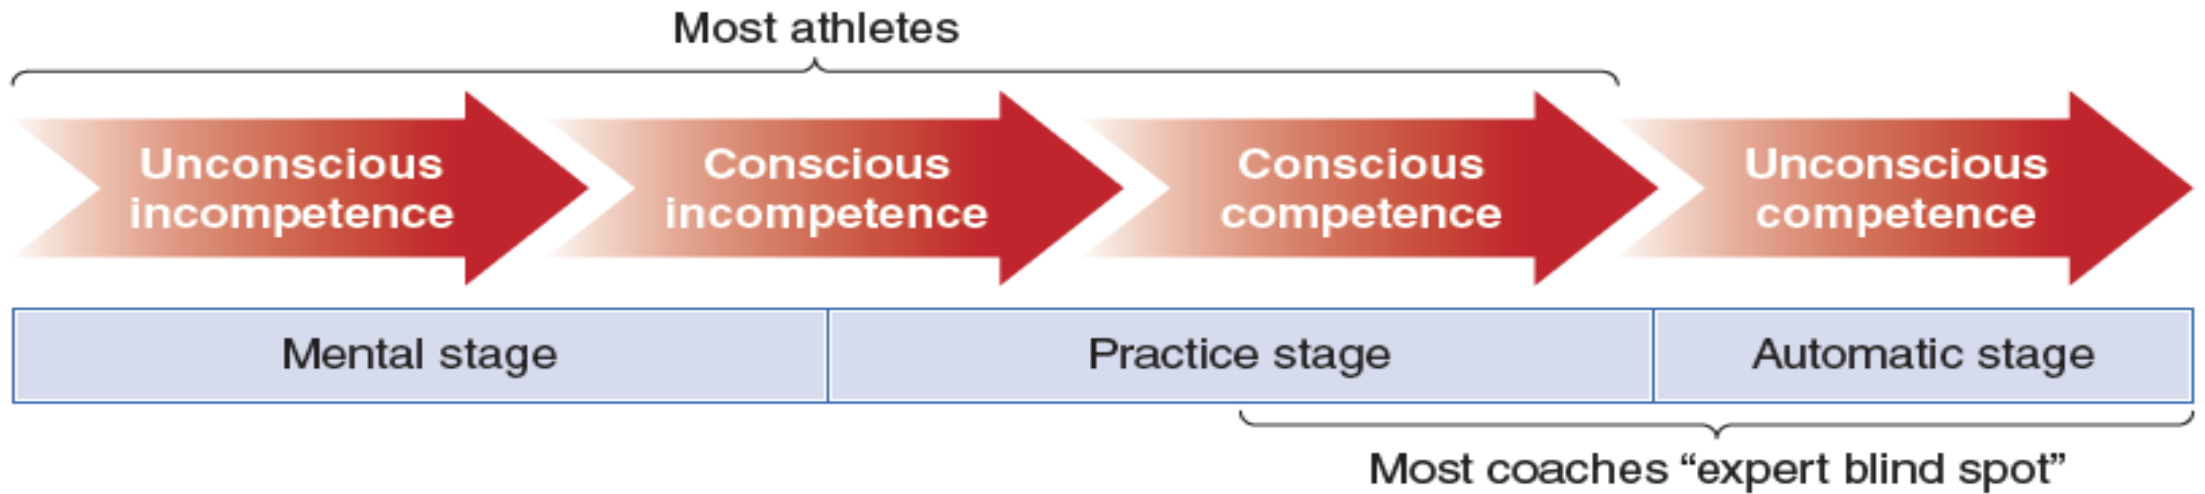 Most athletes
Unconscious
incompetence
Conscious
incompetence
Conscious
competence
Unconscious
competence
Mental stage
Practice stage
Automatic stage
Most coaches “expert blind spot”